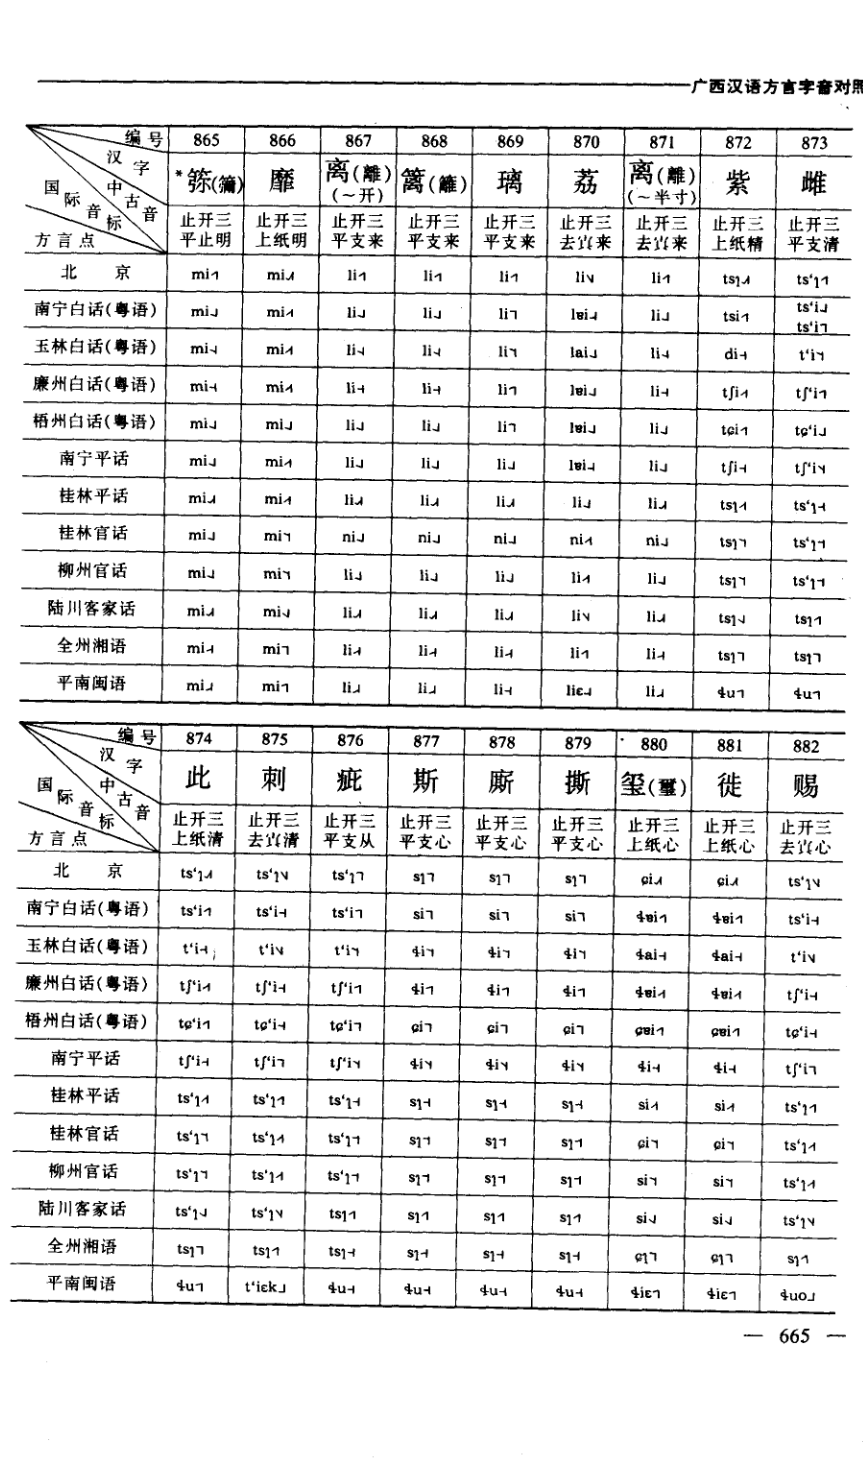 广西汉语方言字音对照
编号 865 866 867 868 869 870 871 872 873
汉字 *狝(獮) 靡 离(離)(~开) 篱(籬) 璃 荔 离(離)(~半寸) 紫 雌
国际音标 中古音 止开三 止开三 止开三 止开三 止开三 止开三 止开三 止开三 止开三
方言点 平止明 上纸明 平支来 平支来 平支来 去寘来 去寘来 上纸精 平支清
北京 mi mi li li li li li tsɿ ts‘ɿ
南宁白话(粤语) mi mi li li li lɐi li tsi ts‘i ts‘i
玉林白话(粤语) mi mi li li li lai li di t‘i
廉州白话(粤语) mi mi li li li lɐi li tʃi tʃ‘i
梧州白话(粤语) mi mi li li li lɐi li tɕi tɕ‘i
南宁平话 mi mi li li li lɐi li tʃi tʃ‘i
桂林平话 mi mi li li li li li tsɿ ts‘ɿ
桂林官话 mi mi ni ni ni ni ni tsɿ ts‘ɿ
柳州官话 mi mi li li li li li tsɿ ts‘ɿ
陆川客家话 mi mi li li li li li tsɿ tsɿ
全州湘语 mi mi li li li li li tsɿ tsɿ
平南闽语 mi mi li li li liɛ li ɬu ɬu
编号 874 875 876 877 878 879 880 881 882
汉字 此 刺 疵 斯 厮 撕 玺(璽) 徙 赐
国际音标 中古音 止开三 止开三 止开三 止开三 止开三 止开三 止开三 止开三 止开三
方言点 上纸清 去寘清 平支从 平支心 平支心 平支心 上纸心 上纸心 去寘心
北京 ts‘ɿ ts‘ɿ ts‘ɿ sɿ sɿ sɿ ɕi ɕi ts‘ɿ
南宁白话(粤语) ts‘i ts‘i ts‘i si si si ɬɐi ɬɐi ts‘i
玉林白话(粤语) t‘i t‘i t‘i ɬi ɬi ɬi ɬai ɬai t‘i
廉州白话(粤语) tʃ‘i tʃ‘i tʃ‘i ɬi ɬi ɬi ɬɐi ɬɐi tʃ‘i
梧州白话(粤语) tɕ‘i tɕ‘i tɕ‘i ɕi ɕi ɕi ɕɐi ɕɐi tɕ‘i
南宁平话 tʃ‘i tʃ‘i tʃ‘i ɬi ɬi ɬi ɬi ɬi tʃ‘i
桂林平话 ts‘ɿ ts‘ɿ ts‘ɿ sɿ sɿ sɿ si si ts‘ɿ
桂林官话 ts‘ɿ ts‘ɿ ts‘ɿ sɿ sɿ sɿ ɕi ɕi ts‘ɿ
柳州官话 ts‘ɿ ts‘ɿ ts‘ɿ sɿ sɿ sɿ si si ts‘ɿ
陆川客家话 ts‘ɿ ts‘ɿ tsɿ sɿ sɿ sɿ si si ts‘ɿ
全州湘语 tsɿ tsɿ tsɿ sɿ sɿ sɿ ɕɿ ɕɿ sɿ
平南闽语 ɬu t‘iɛk ɬu ɬu ɬu ɬu ɬiɛ ɬiɛ ɬuo
— 665 —